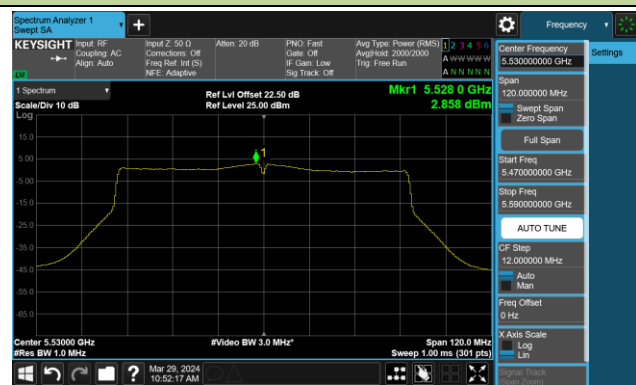 Spectrum Analyzer 1
Swept SA
+
Frequency
KEYSIGHT
LW
Input: RF
Coupling: AC
Align: Auto
Input Z: 50 Ω
Corrections: Off
Freq Ref: Int (S)
NFE: Adaptive
Atten: 20 dB
PNO: Fast
Gate: Off
IF Gain: Low
Sig Track: Off
Avg Type: Power (RMS)
Avg|Hold: 2000/2000
Trig: Free Run
1 2 3 4 5 6
A W W W W W
A N N N N N
1 Spectrum
Scale/Div 10 dB
Log
Ref Lvl Offset 22.50 dB
Ref Level 25.00 dBm
Mkr1 5.528 0 GHz
2.858 dBm
15.0
5.00
-5.00
-15.0
-25.0
-35.0
-45.0
-55.0
-65.0
1
Center 5.53000 GHz
#Res BW 1.0 MHz
#Video BW 3.0 MHz*
Span 120.0 MHz
Sweep 1.00 ms (301 pts)
Mar 29, 2024
10:52:17 AM
?
Center Frequency
5.530000000 GHz
Settings
Span
120.000000 MHz
Swept Span
Zero Span
Full Span
Start Freq
5.470000000 GHz
Stop Freq
5.590000000 GHz
AUTO TUNE
CF Step
12.000000 MHz
Auto
Man
Freq Offset
0 Hz
X Axis Scale
Log
Lin
Signal Track
(Span Zoom)